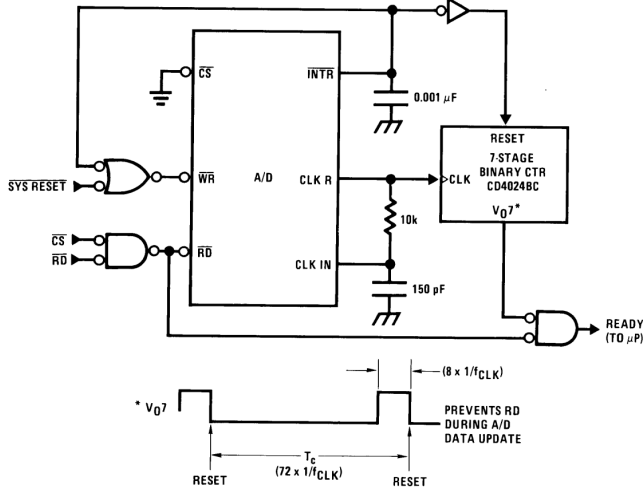 CS
INTR
0.001 μF
RESET
7-STAGE
BINARY CTR
CD4024BC
CLK
V07*
SYS RESET
WR
A/D
CLK R
10k
CS
RD
RD
CLK IN
150 pF
READY
(TO μP)
(8 x 1/fCLK)
* V07
PREVENTS RD
DURING A/D
DATA UPDATE
Tc
(72 x 1/fCLK)
RESET
RESET